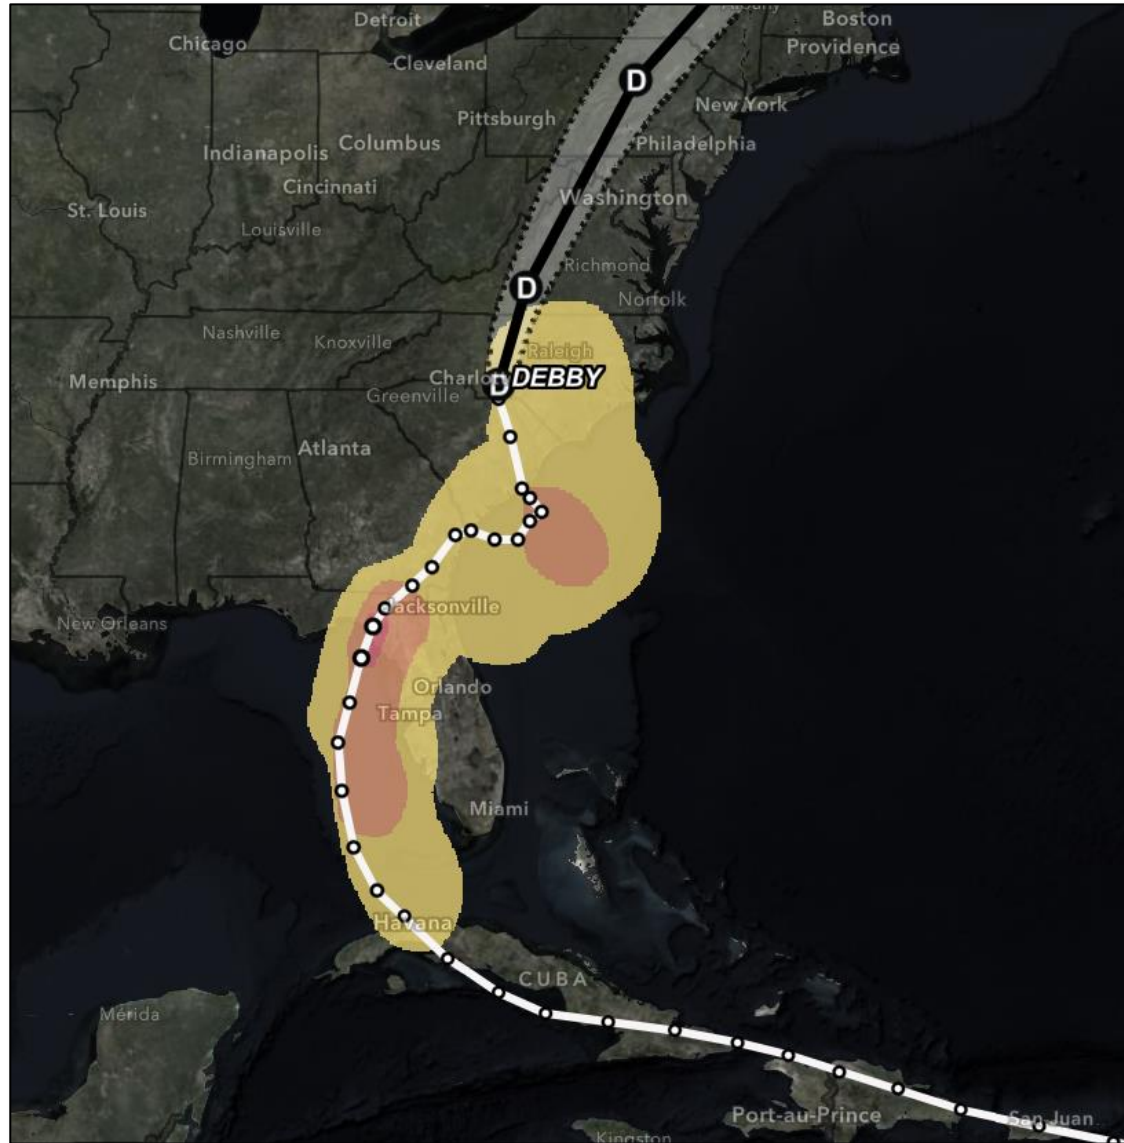 Detroit
Albany
Boston
Chicago
Providence
Cleveland
D
New York
Pittsburgh
Columbus
Philadelphia
Indianapolis
Cincinnati
Washington
St. Louis
Louisville
Richmond
D
Norfolk
Nashville
Knoxville
Raleigh
Memphis
Charlott
D
DEBBY
Greenville
Atlanta
Birmingham
Jacksonville
New Orleans
Orlando
Tampa
Miami
Havana
CUBA
Mérida
Port-au-Prince
San Juan
Kingston